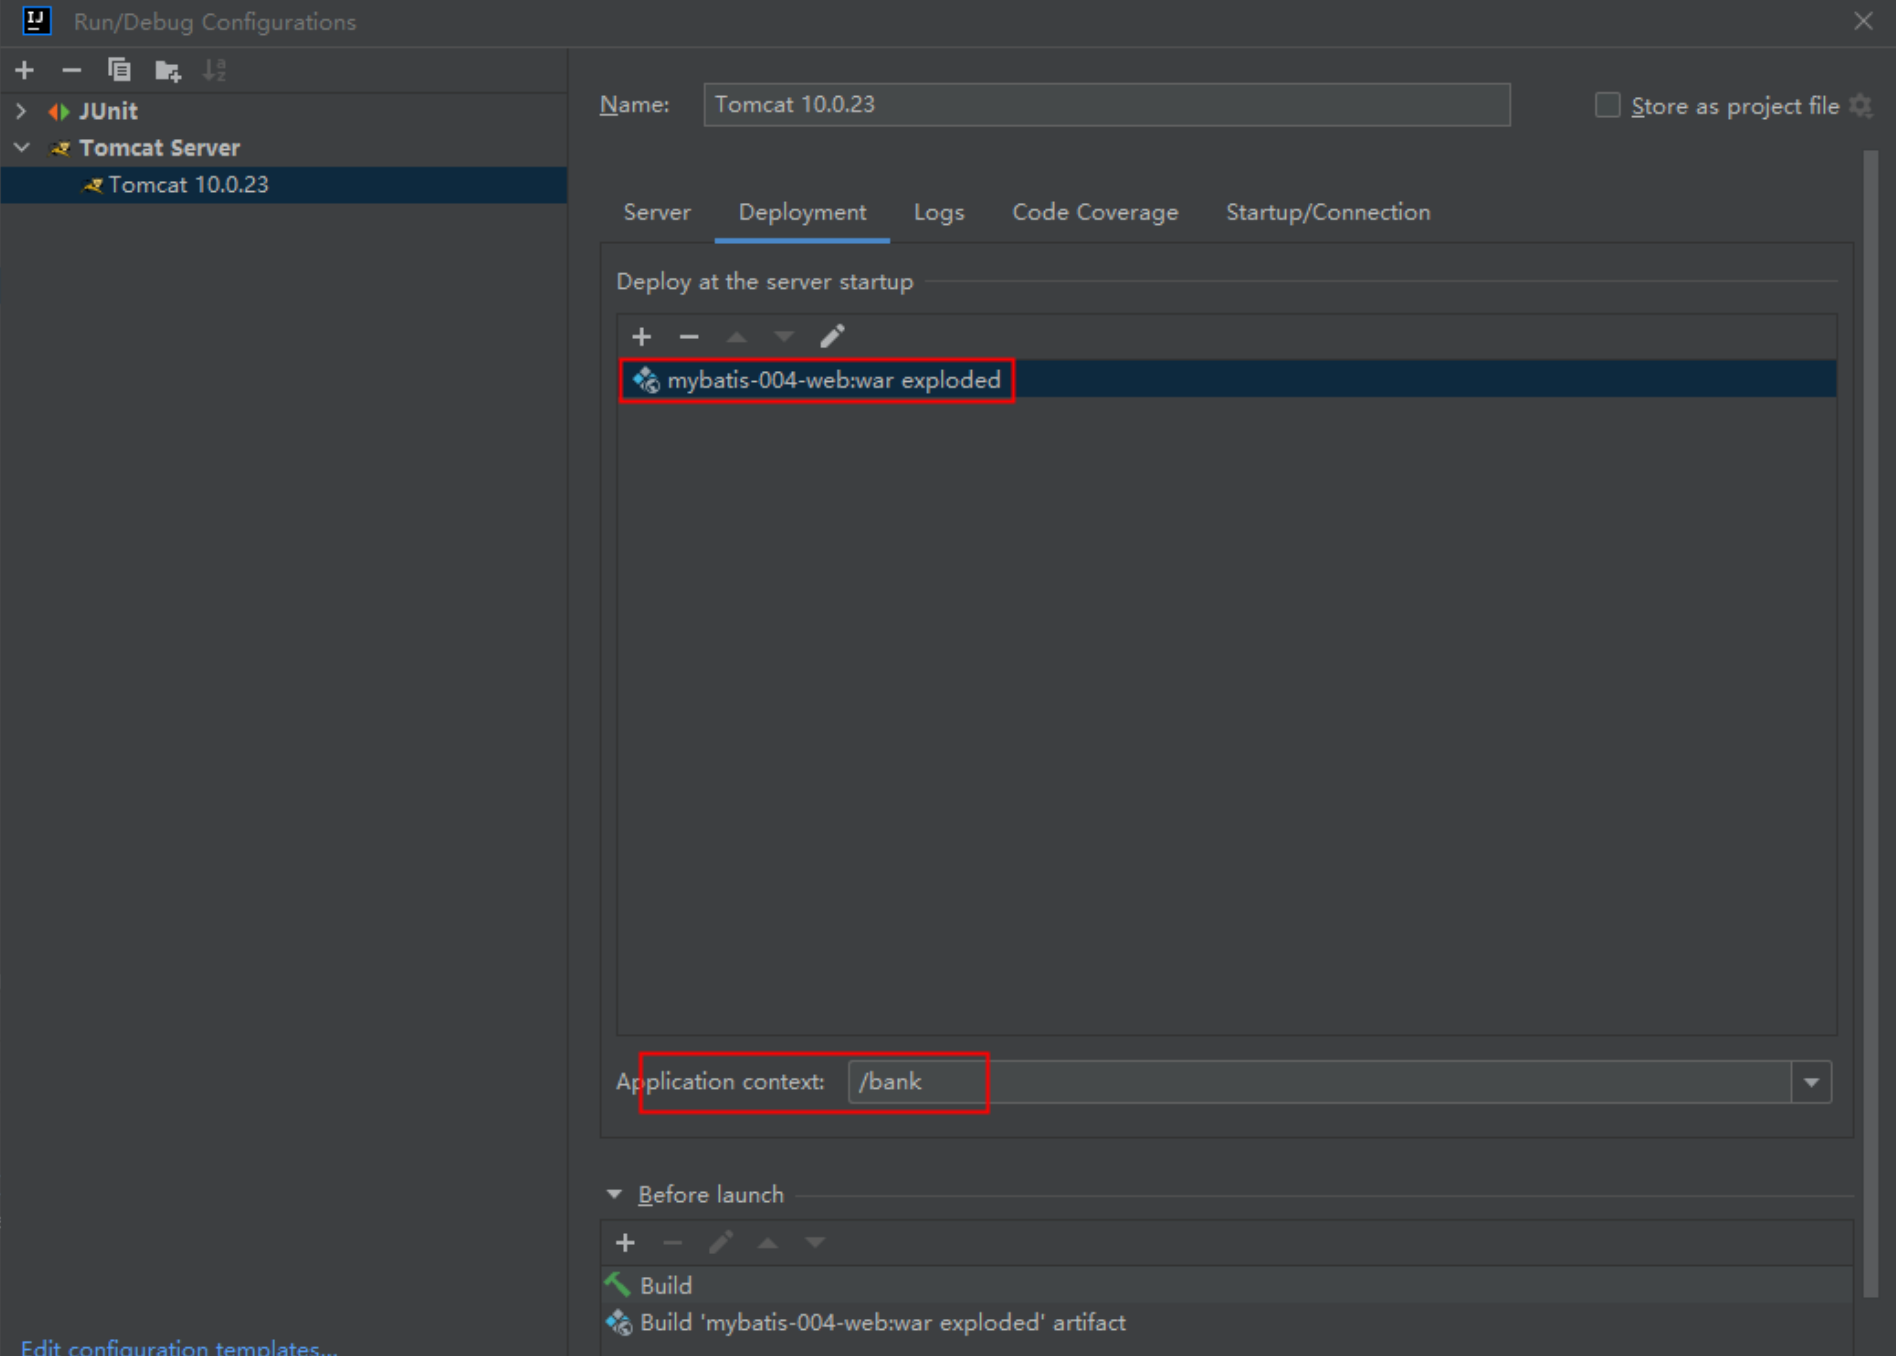 Run/Debug Configurations
JUnit
Tomcat Server
Tomcat 10.0.23
Edit configuration templates...
Name: Tomcat 10.0.23
Store as project file
Server Deployment Logs Code Coverage Startup/Connection
Deploy at the server startup
mybatis-004-web:war exploded
Application context: /bank
Before launch
Build
Build 'mybatis-004-web:war exploded' artifact